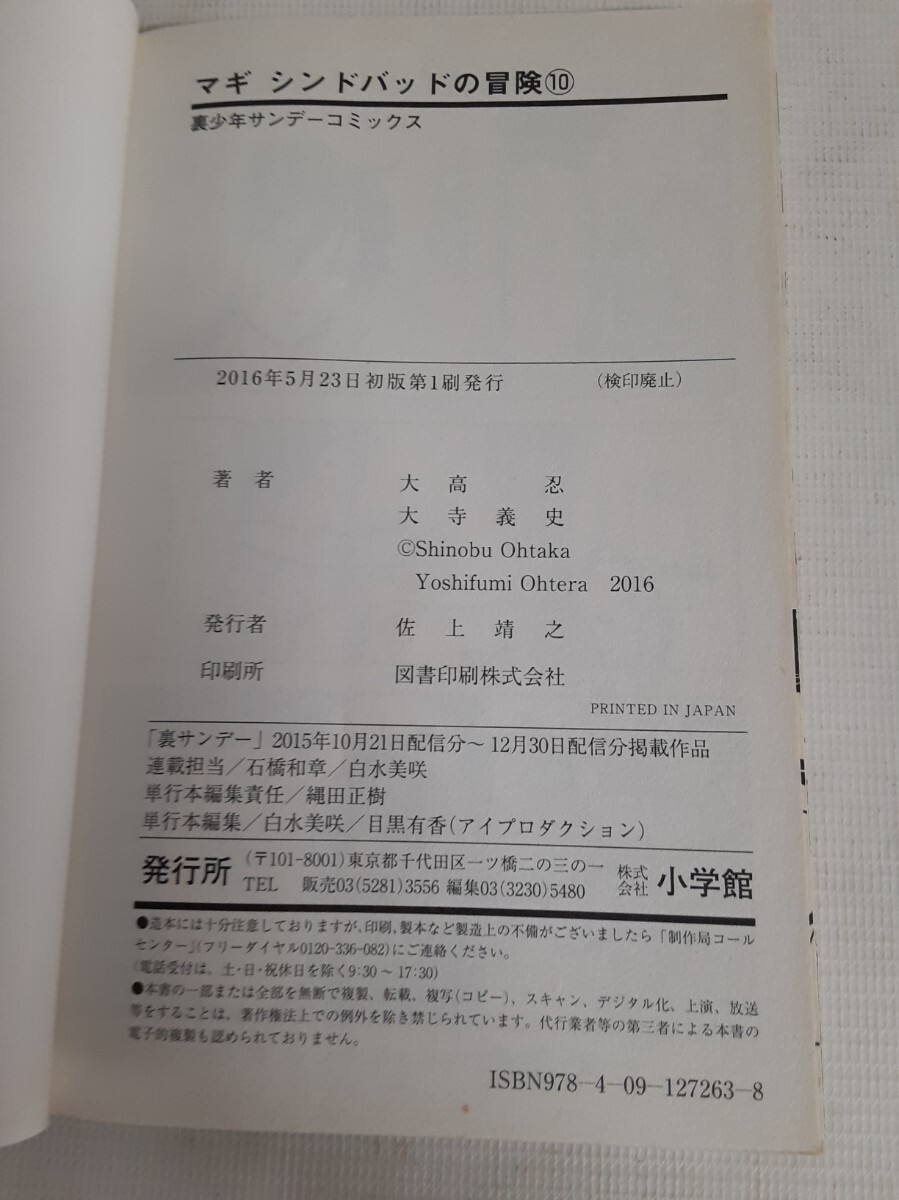 マギ シンドバッドの冒険⑩
裏少年サンデーコミックス
2016年5月23日初版第1刷発行 (検印廃止)
著者 大高 忍
大寺義史
©Shinobu Ohtaka
Yoshifumi Ohtera 2016
発行者 佐上靖之
印刷所 図書印刷株式会社
PRINTED IN JAPAN
「裏サンデー」2015年10月21日配信分～12月30日配信分掲載作品
連載担当／石橋和章／白水美咲
単行本編集責任／縄田正樹
単行本編集／白水美咲／目黒有香(アイプロダクション)
発行所 (〒101-8001)東京都千代田区一ツ橋二の三の一 株式会社 小学館
TEL 販売03(5281)3556 編集03(3230)5480
●造本には十分注意しておりますが、印刷、製本など製造上の不備がございましたら「制作局コール
センター」(フリーダイヤル0120-336-082)にご連絡ください。
(電話受付は、土・日・祝休日を除く9:30～17:30)
●本書の一部または全部を無断で複製、転載、複写(コピー)、スキャン、デジタル化、上演、放送
等をすることは、著作権法上での例外を除き禁じられています。代行業者等の第三者による本書の
電子的複製も認められておりません。
ISBN978-4-09-127263-8